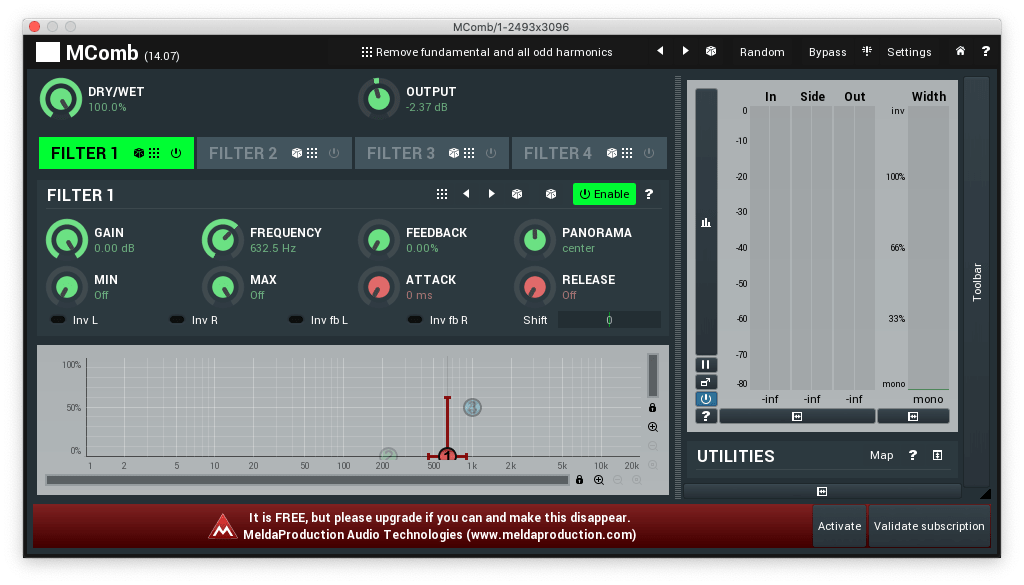 MComb/1-2493x3096
MComb (14.07)
Remove fundamental and all odd harmonics
Random
Bypass
Settings
?
DRY/WET
100.0%
OUTPUT
-2.37 dB
FILTER 1
FILTER 2
FILTER 3
FILTER 4
FILTER 1
Enable
?
GAIN
0.00 dB
FREQUENCY
632.5 Hz
FEEDBACK
0.00%
PANORAMA
center
MIN
Off
MAX
Off
ATTACK
0 ms
RELEASE
Off
Inv L
Inv R
Inv fb L
Inv fb R
Shift
0
100%
50%
0%
1
2
3
1 2 5 10 20 50 100 200 500 1k 2k 5k 10k 20k
In Side Out Width
0
-10
-20
-30
-40
-50
-60
-70
-80
inv
100%
66%
33%
mono
-inf -inf -inf mono
?
Toolbar
UTILITIES
Map
?
It is FREE, but please upgrade if you can and make this disappear.
MeldaProduction Audio Technologies (www.meldaproduction.com)
Activate
Validate subscription